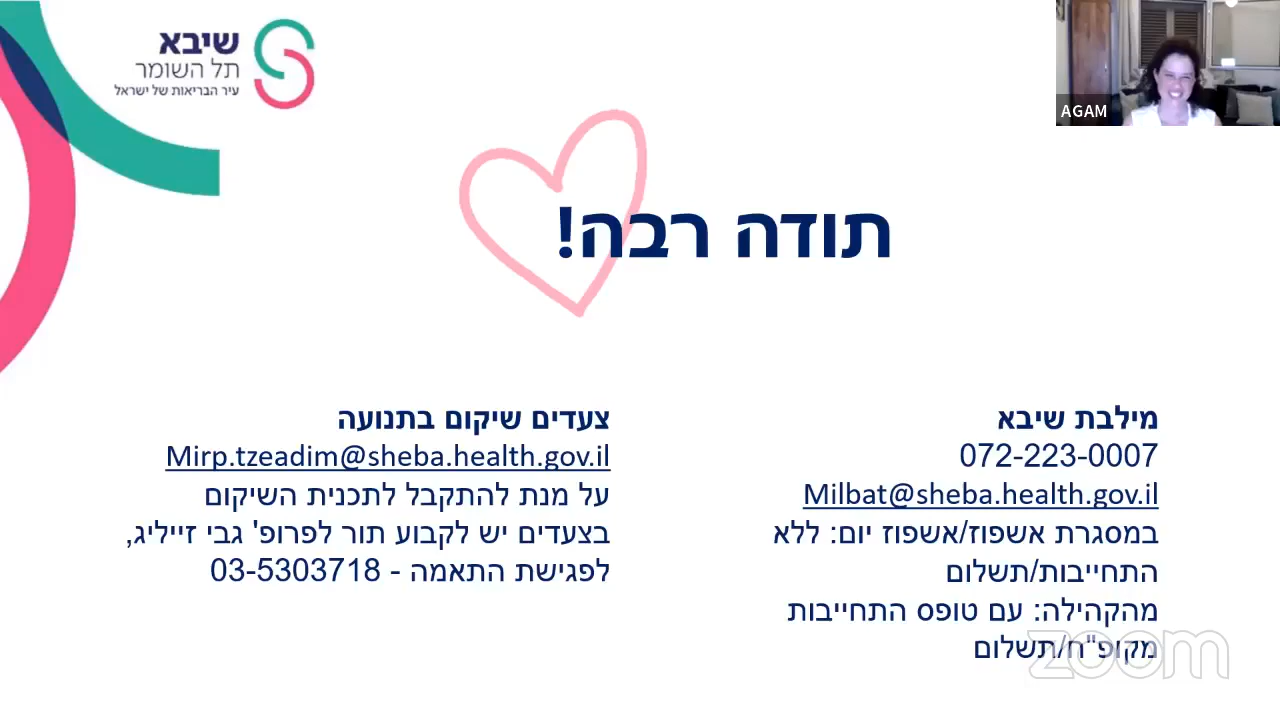 שיבא
תל השומר
עיר הבריאות של ישראל
AGAM
תודה רבה!
מילבת שיבא
072-223-0007
Milbat@sheba.health.gov.il
במסגרת אשפוז/אשפוז יום: ללא
התחייבות/תשלום
מהקהילה: עם טופס התחייבות
מקופ"ח/תשלום
צעדים שיקום בתנועה
Mirp.tzeadim@sheba.health.gov.il
על מנת להתקבל לתכנית השיקום
בצעדים יש לקבוע תור לפרופ' גבי זייליג,
לפגישת התאמה - 03-5303718
zoom